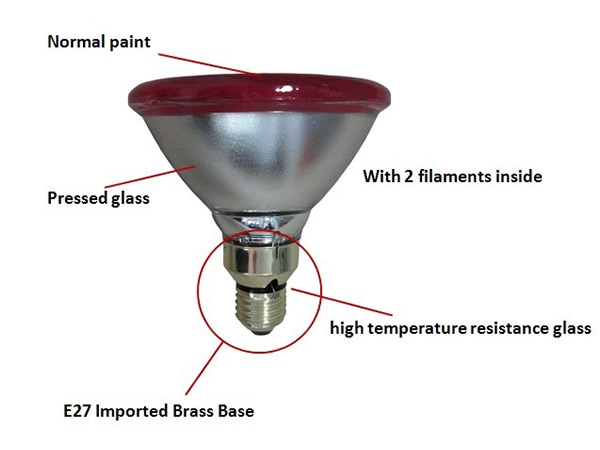 Normal paint
With 2 filaments inside
Pressed glass
high temperature resistance glass
E27 Imported Brass Base